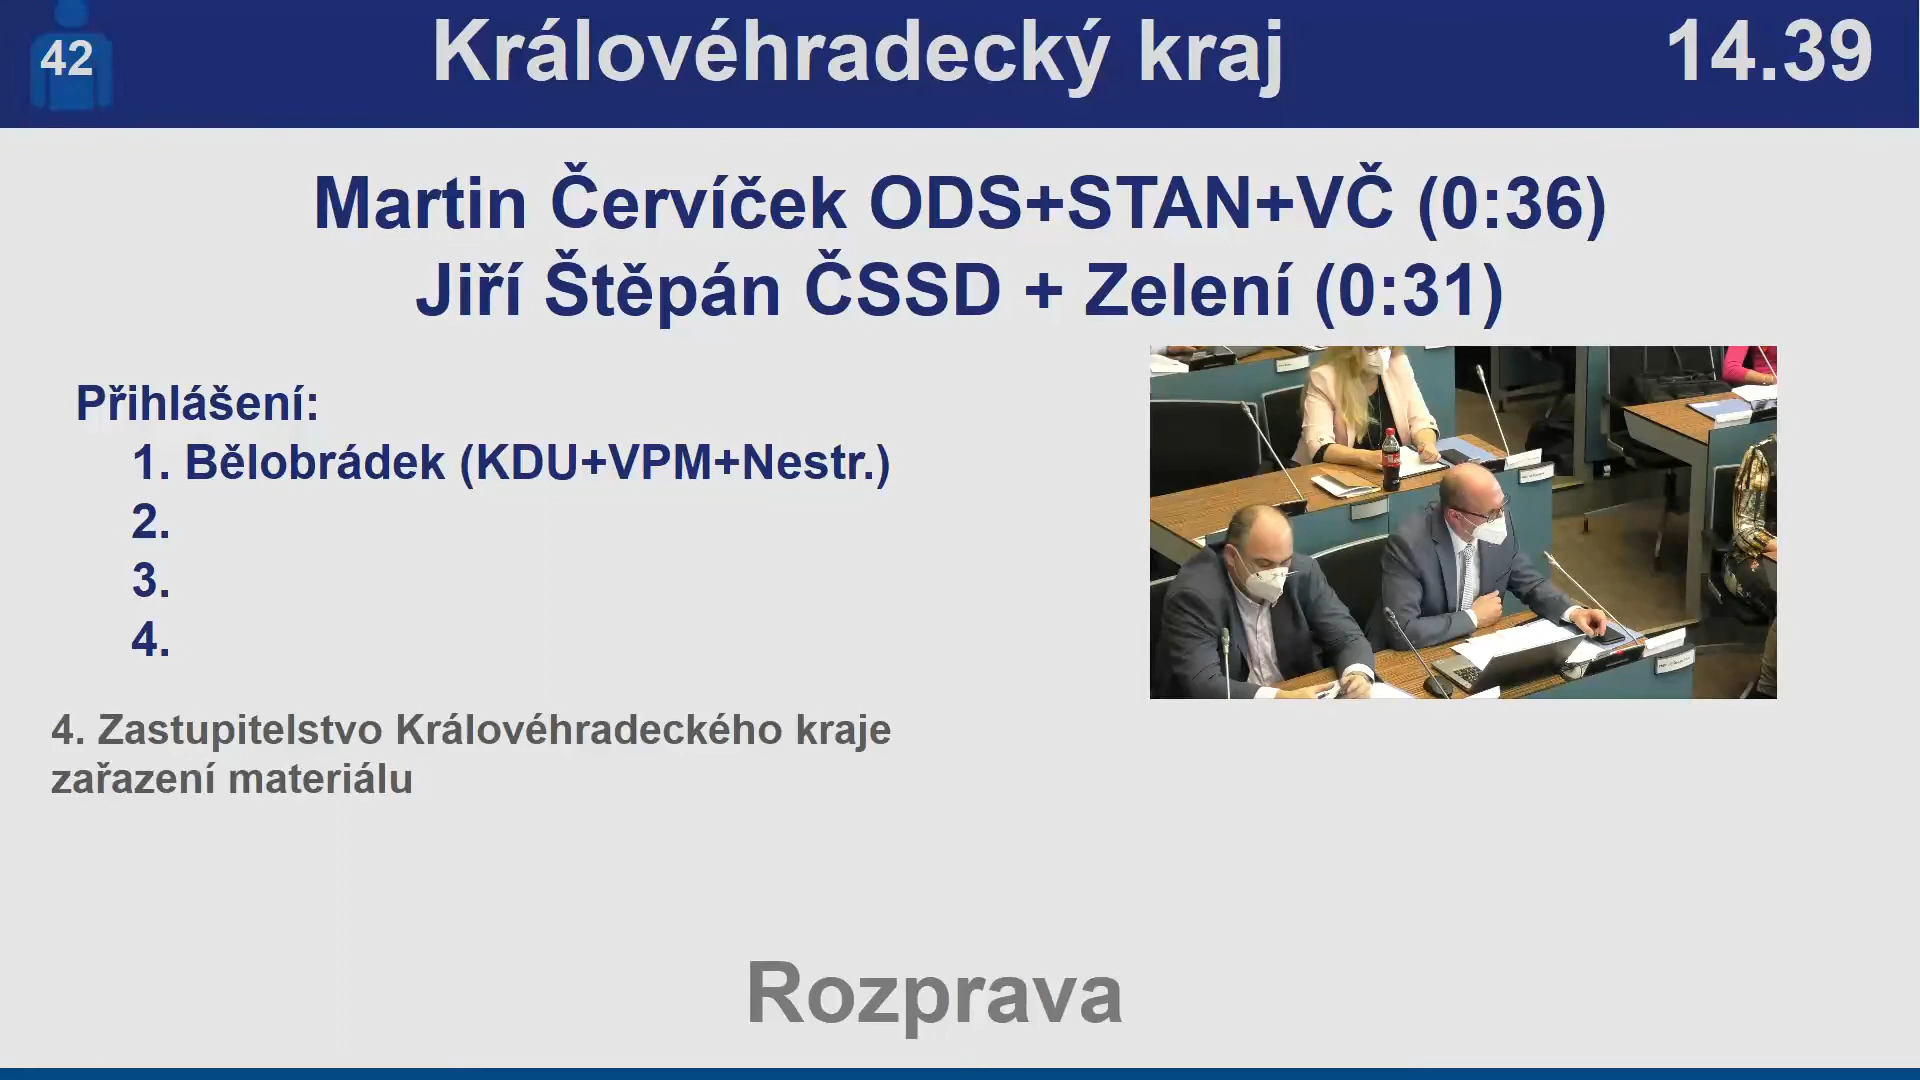 42
Královéhradecký kraj
14.39
Martin Červíček ODS+STAN+VČ (0:36)
Jiří Štěpán ČSSD + Zelení (0:31)
Přihlášení:
1. Bělobrádek (KDU+VPM+Nestr.)
2.
3.
4.
4. Zastupitelstvo Královéhradeckého kraje
zařazení materiálu
Rozprava